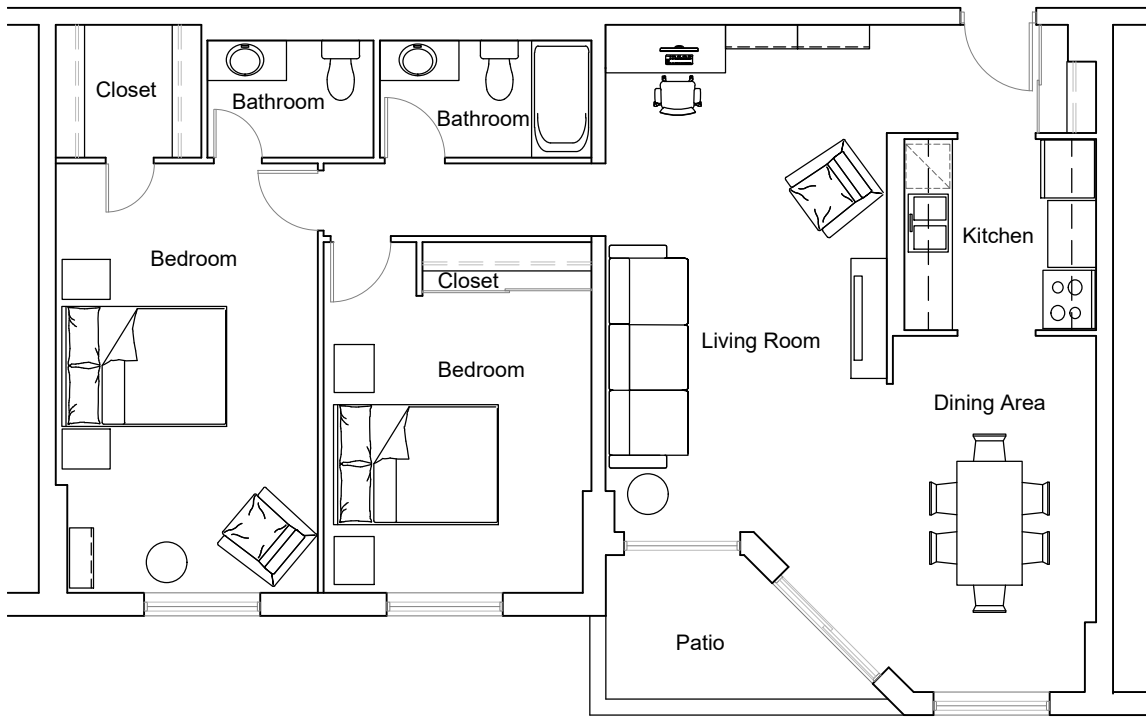 Closet
Bathroom
Bathroom
Kitchen
Bedroom
Closet
Living Room
Bedroom
Dining Area
Patio